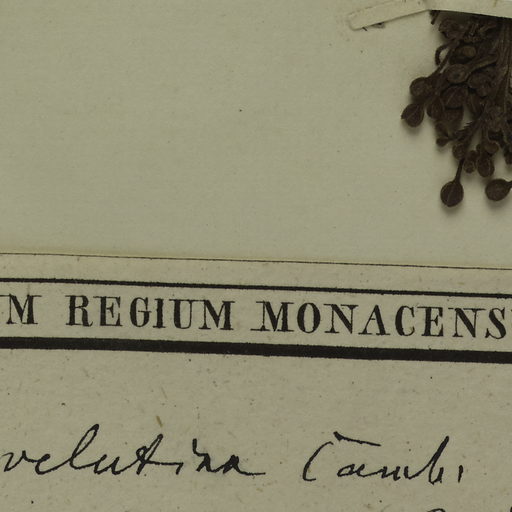 UM REGIUM MONACENS
velutina Camb.